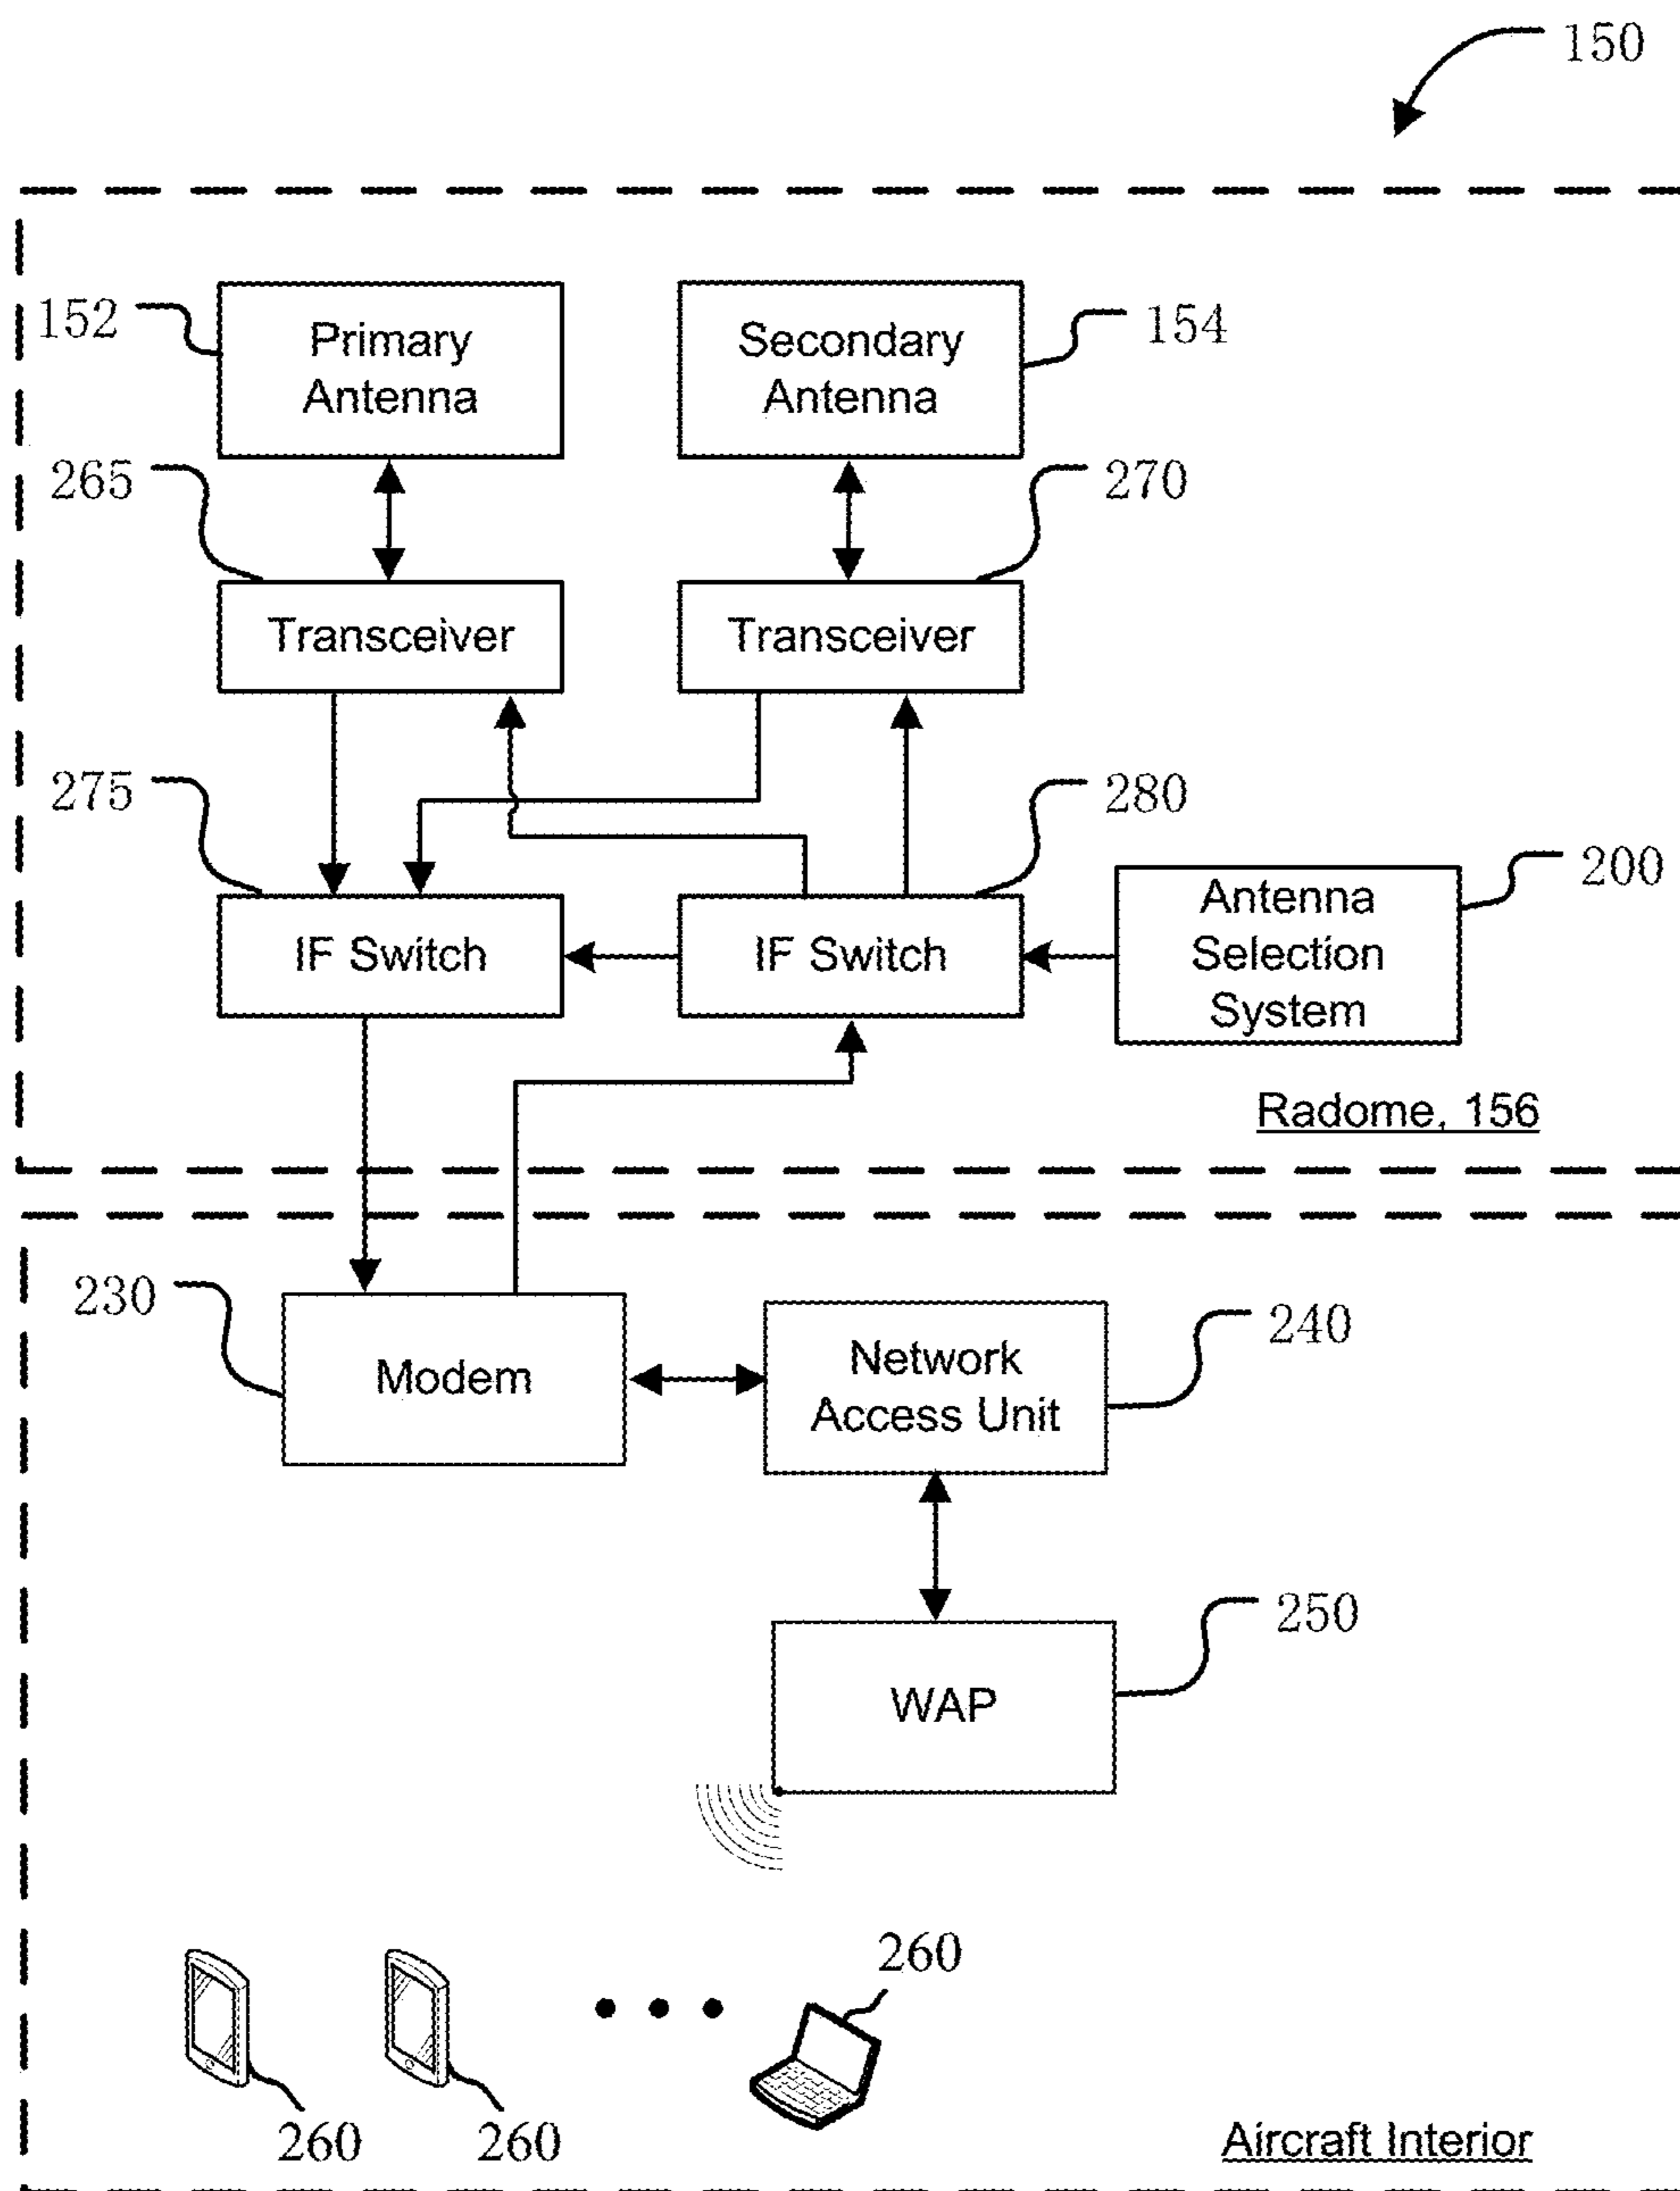 150
152
Primary
Antenna
Secondary
Antenna
154
265
270
Transceiver
Transceiver
275
280
IF Switch
IF Switch
Antenna
Selection
System
200
Radome, 156
230
Modem
Network
Access Unit
240
WAP
250
260
260
260
Aircraft Interior